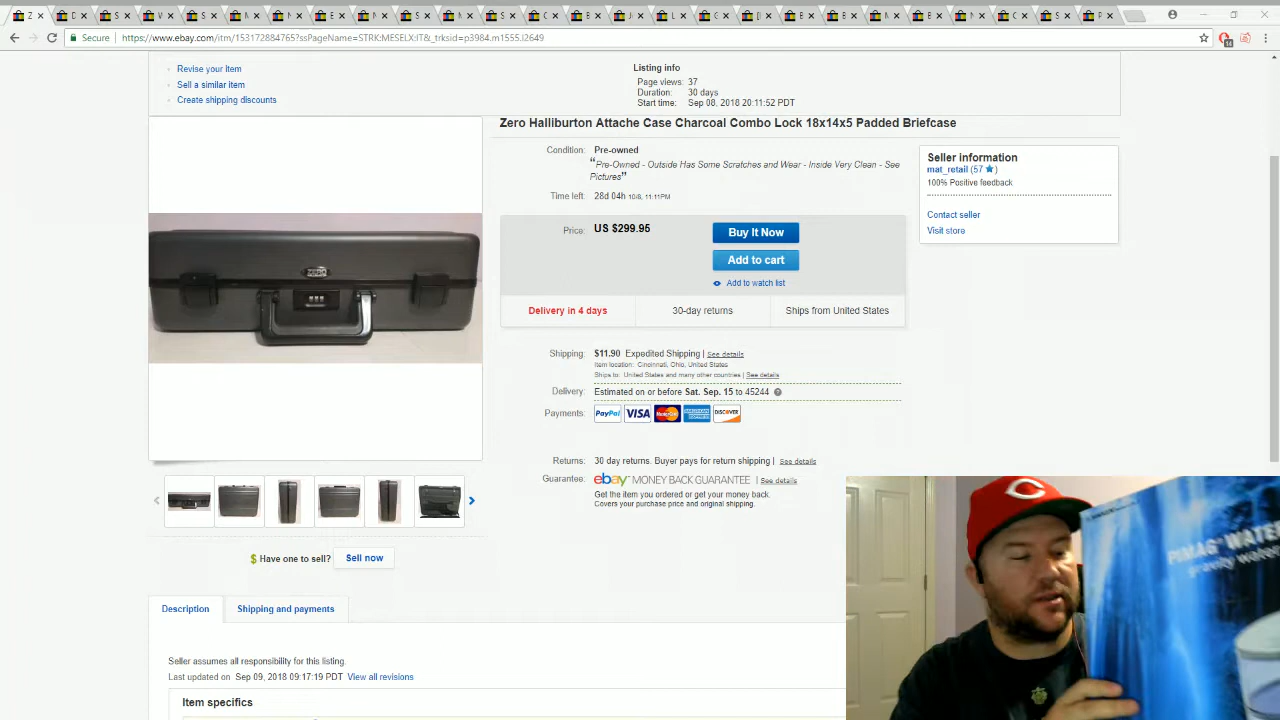 Secure
https://www.ebay.com/itm/153172884765?ssPageName=STRK:MESELX:IT&_trksid=p3984.m1555.l2649
Revise your item
Sell a similar item
Create shipping discounts
Listing info
Page views: 37
Duration: 30 days
Start time: Sep 08, 2018 20:11:52 PDT
Zero Halliburton Attache Case Charcoal Combo Lock 18x14x5 Padded Briefcase
Condition: Pre-owned
“Pre-Owned - Outside Has Some Scratches and Wear - Inside Very Clean - See
Pictures”
Time left: 28d 04h 10/8, 11:11PM
Price: US $299.95
Buy It Now
Add to cart
Add to watch list
Delivery in 4 days
30-day returns
Ships from United States
Seller information
mat_retail (57 )
100% Positive feedback
Contact seller
Visit store
Shipping: $11.90 Expedited Shipping | See details
Item location: Cincinnati, Ohio, United States
Ships to: United States and many other countries | See details
Delivery: Estimated on or before Sat. Sep. 15 to 45244
Payments: PayPal VISA MasterCard AMERICAN EXPRESS DISCOVER
Returns: 30 day returns. Buyer pays for return shipping | See details
Guarantee: ebay MONEY BACK GUARANTEE | See details
Get the item you ordered or get your money back.
Covers your purchase price and original shipping.
ZERO
$ Have one to sell? Sell now
Description
Shipping and payments
Seller assumes all responsibility for this listing.
Last updated on Sep 09, 2018 09:17:19 PDT View all revisions
Item specifics
C
WATE
gravity water